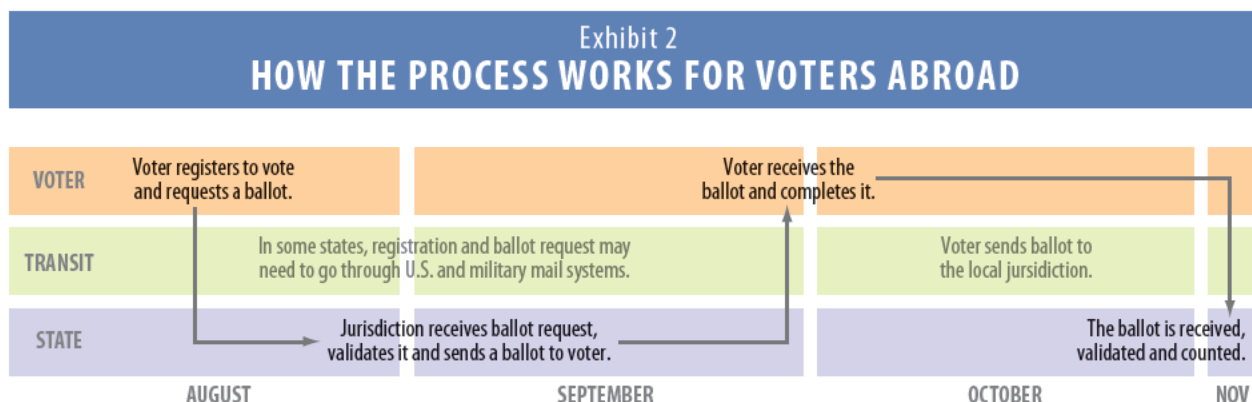 Exhibit 2
HOW THE PROCESS WORKS FOR VOTERS ABROAD
VOTER
Voter registers to vote
and requests a ballot.
Voter receives the
ballot and completes it.
TRANSIT
In some states, registration and ballot request may
need to go through U.S. and military mail systems.
Voter sends ballot to
the local jursidiction.
STATE
Jurisdiction receives ballot request,
validates it and sends a ballot to voter.
The ballot is received,
validated and counted.
AUGUST
SEPTEMBER
OCTOBER
NOV